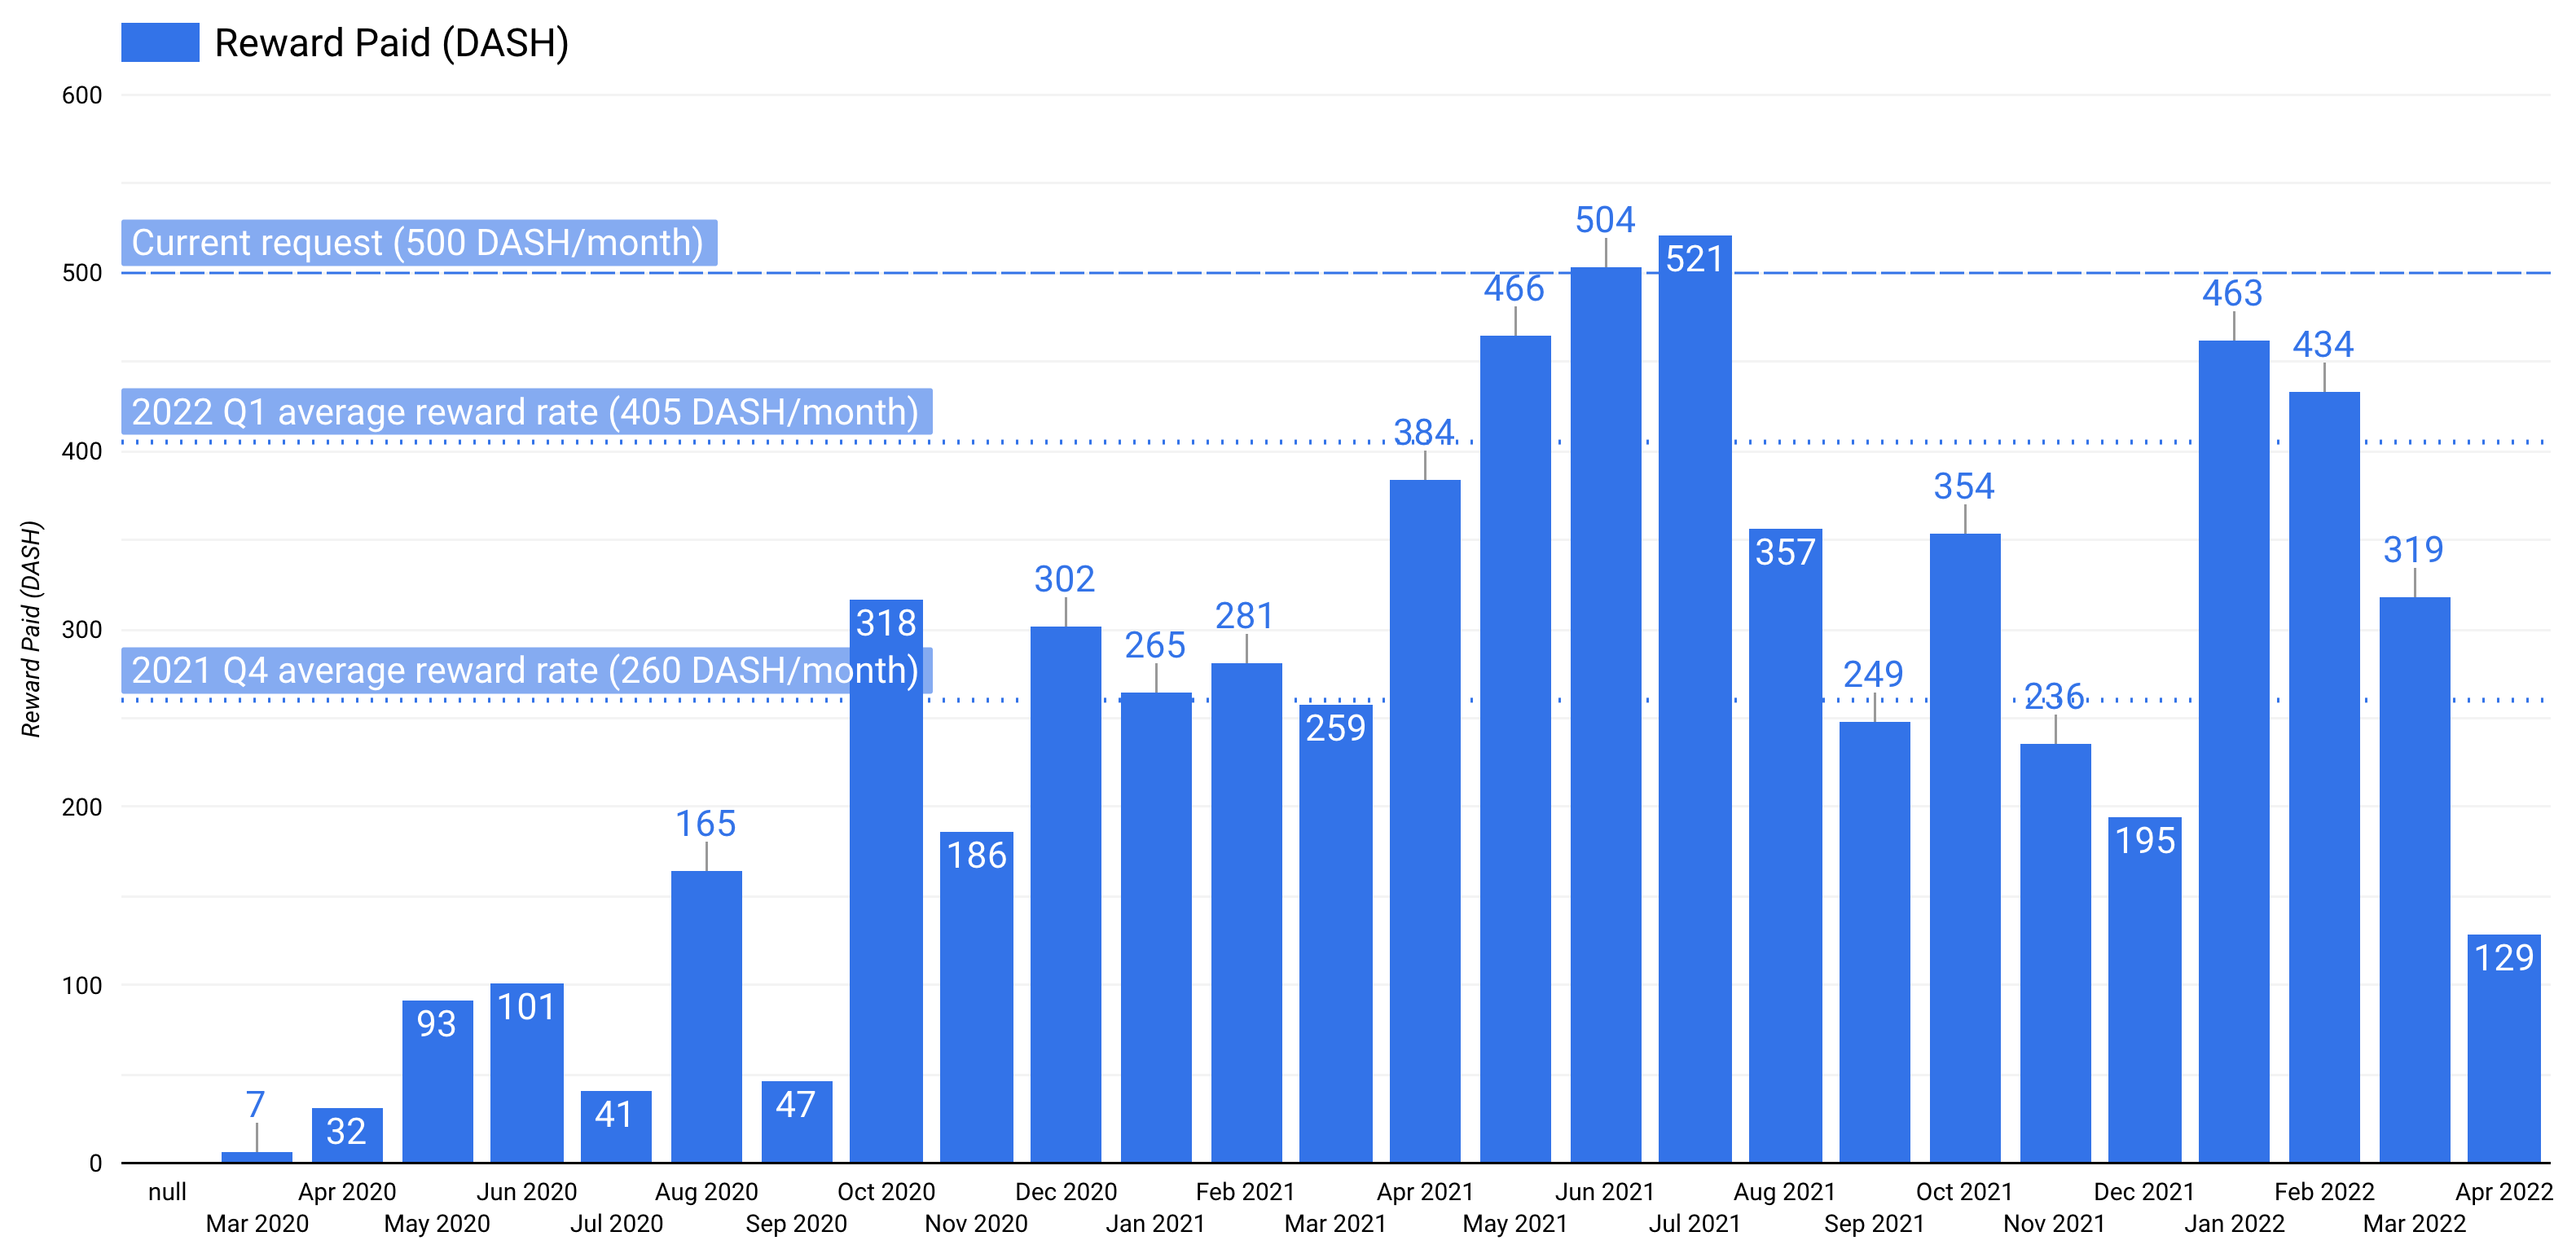 Reward Paid (DASH)
600
500
400
300
200
100
0
Reward Paid (DASH)
Current request (500 DASH/month)
2022 Q1 average reward rate (405 DASH/month)
2021 Q4 average reward rate (260 DASH/month)
7
32
93
101
41
165
47
318
186
302
265
281
259
384
466
504
521
357
249
354
236
195
463
434
319
129
null
Mar 2020
Apr 2020
May 2020
Jun 2020
Jul 2020
Aug 2020
Sep 2020
Oct 2020
Nov 2020
Dec 2020
Jan 2021
Feb 2021
Mar 2021
Apr 2021
May 2021
Jun 2021
Jul 2021
Aug 2021
Sep 2021
Oct 2021
Nov 2021
Dec 2021
Jan 2022
Feb 2022
Mar 2022
Apr 2022